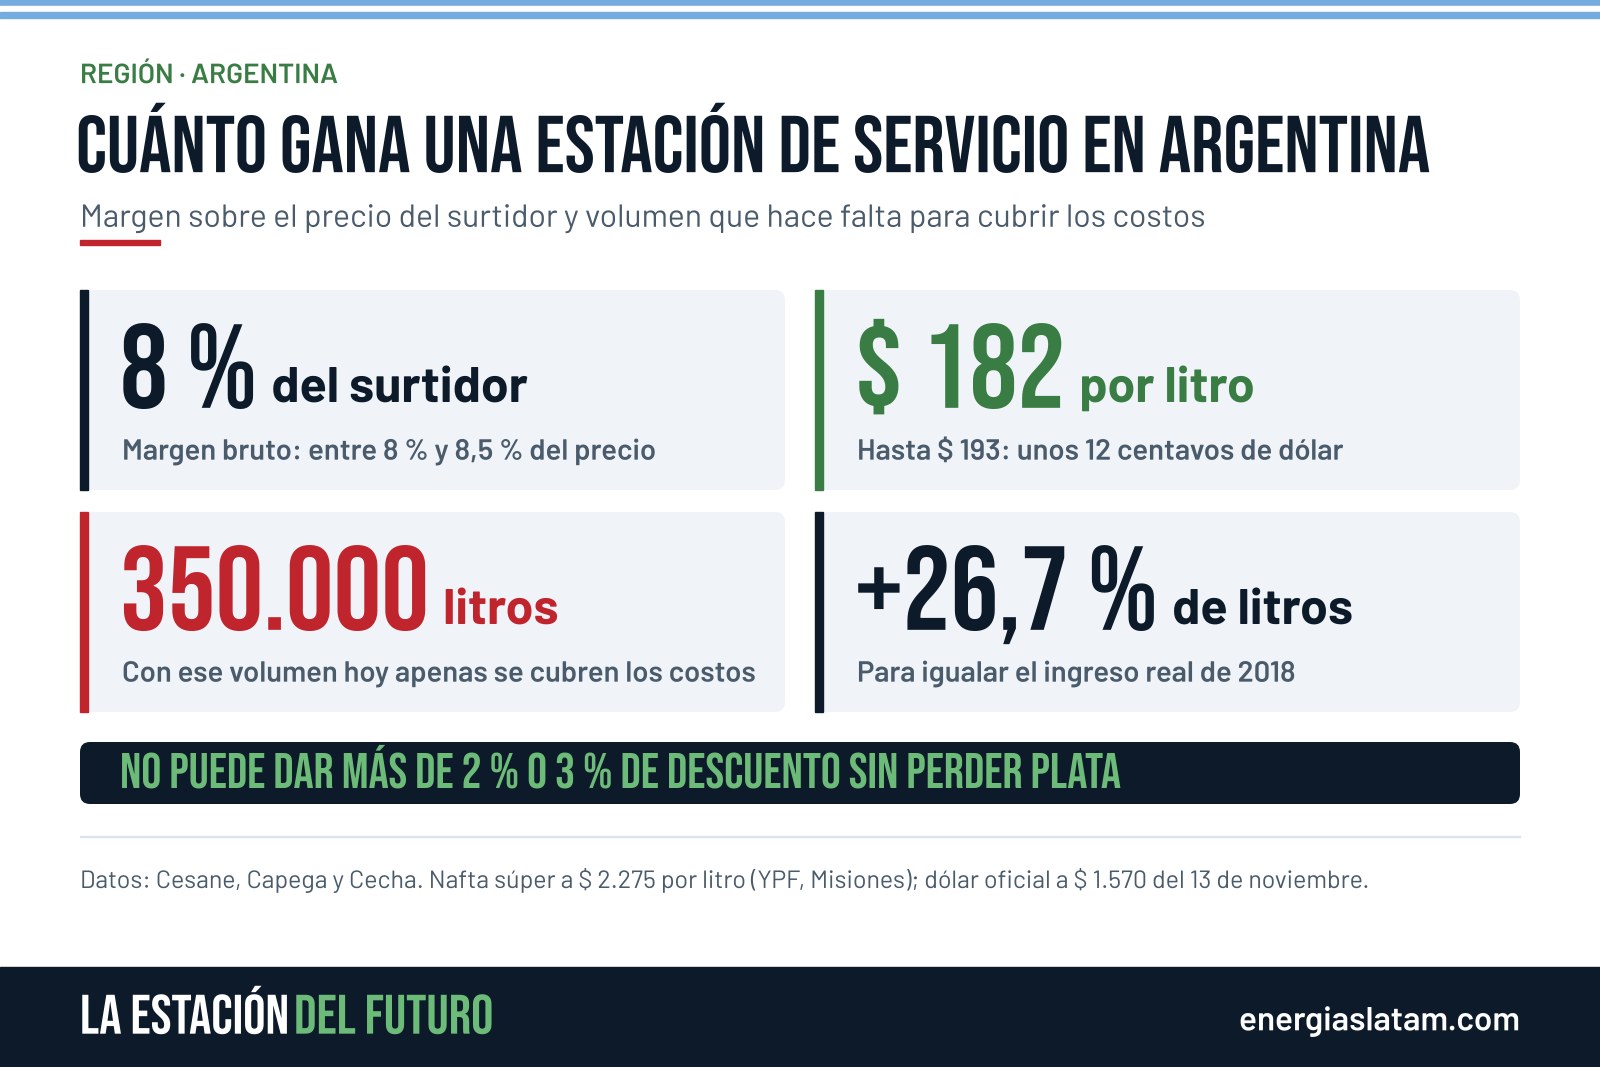 REGIÓN · ARGENTINA
CUÁNTO GANA UNA ESTACIÓN DE SERVICIO EN ARGENTINA
Margen sobre el precio del surtidor y volumen que hace falta para cubrir los costos
8 % del surtidor
Margen bruto: entre 8 % y 8,5 % del precio
$ 182 por litro
Hasta $ 193: unos 12 centavos de dólar
350.000 litros
Con ese volumen hoy apenas se cubren los costos
+26,7 % de litros
Para igualar el ingreso real de 2018
NO PUEDE DAR MÁS DE 2 % O 3 % DE DESCUENTO SIN PERDER PLATA
Datos: Cesane, Capega y Cecha. Nafta súper a $ 2.275 por litro (YPF, Misiones); dólar oficial a $ 1.570 del 13 de noviembre.
LA ESTACIÓN DEL FUTURO
energiaslatam.com